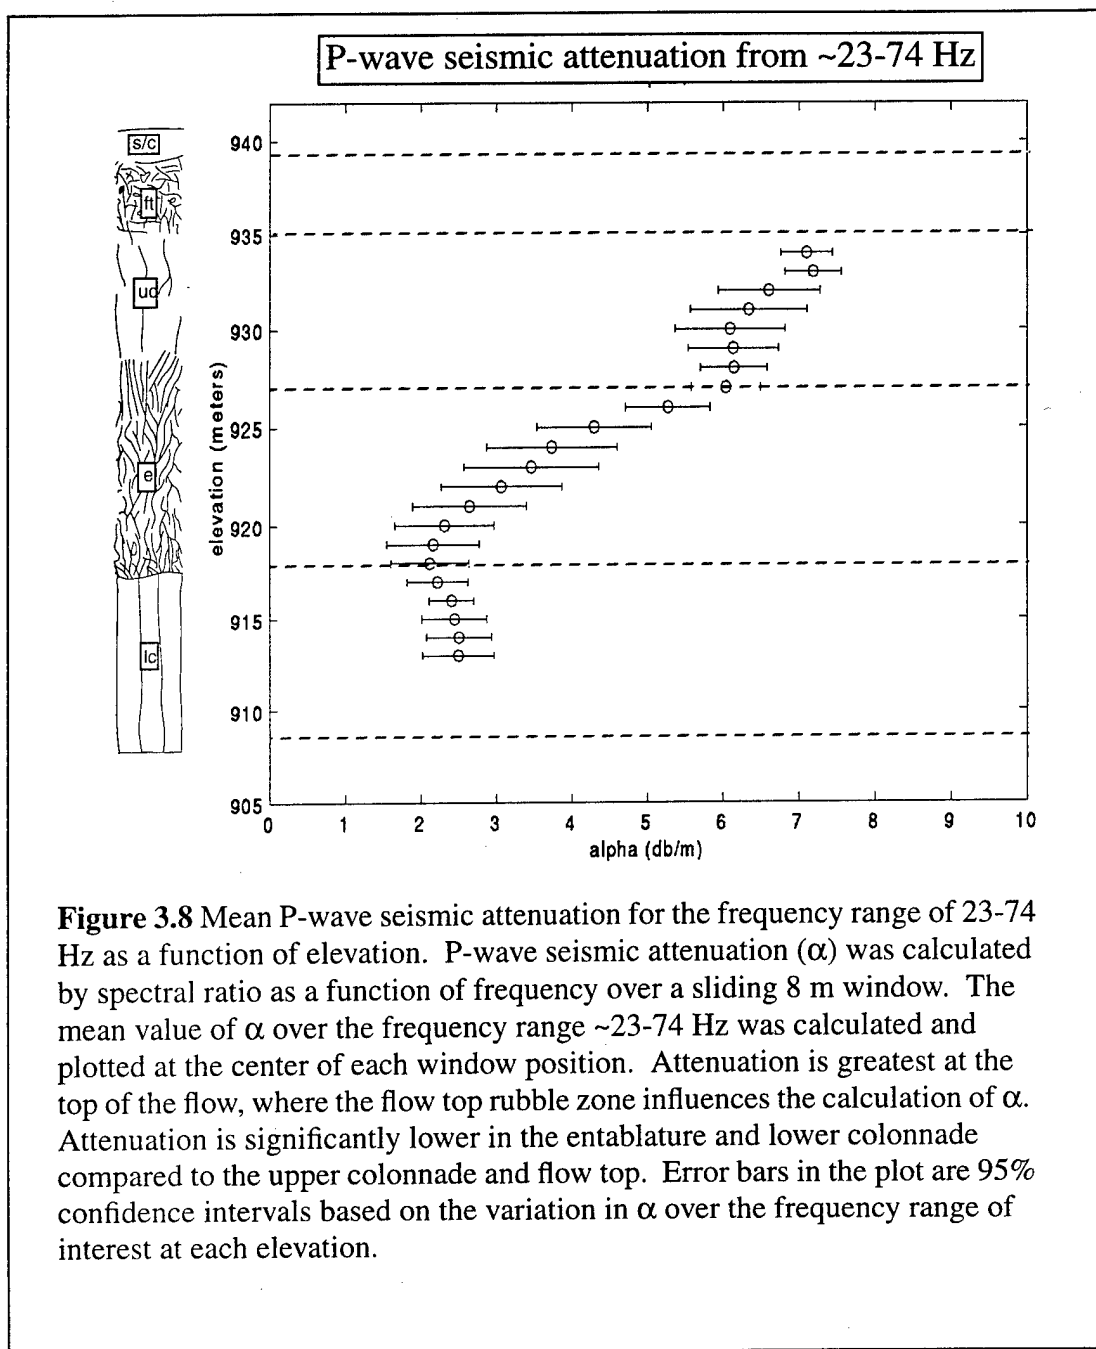 P-wave seismic attenuation from ~23-74 Hz
s/c
ft
uc
e
lc
elevation (meters)
940
935
930
925
920
915
910
905
0 1 2 3 4 5 6 7 8 9 10
alpha (db/m)
Figure 3.8 Mean P-wave seismic attenuation for the frequency range of 23-74
Hz as a function of elevation. P-wave seismic attenuation (α) was calculated
by spectral ratio as a function of frequency over a sliding 8 m window. The
mean value of α over the frequency range ~23-74 Hz was calculated and
plotted at the center of each window position. Attenuation is greatest at the
top of the flow, where the flow top rubble zone influences the calculation of α.
Attenuation is significantly lower in the entablature and lower colonnade
compared to the upper colonnade and flow top. Error bars in the plot are 95%
confidence intervals based on the variation in α over the frequency range of
interest at each elevation.